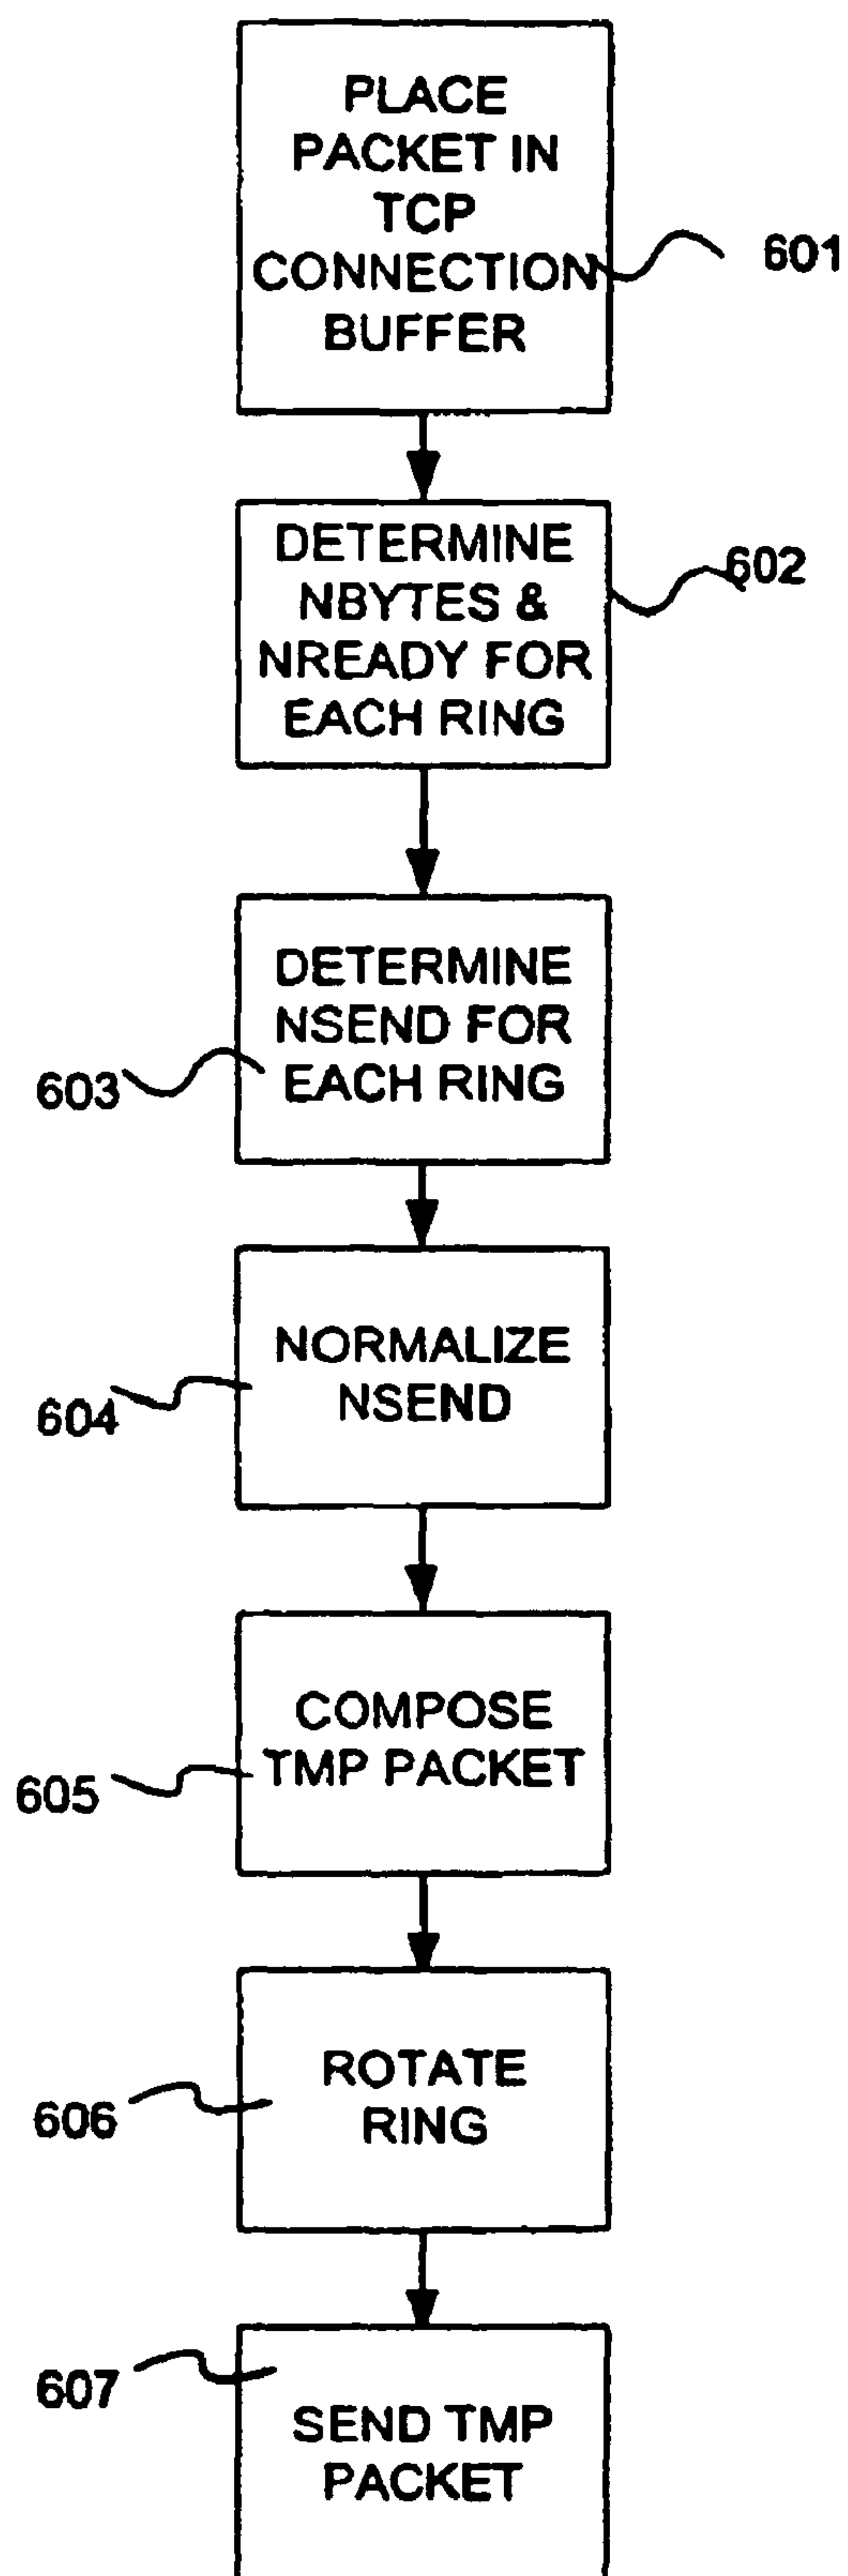 PLACE
PACKET IN
TCP
CONNECTION
BUFFER
601
DETERMINE
NBYTES &
NREADY FOR
EACH RING
602
DETERMINE
NSEND FOR
EACH RING
603
NORMALIZE
NSEND
604
COMPOSE
TMP PACKET
605
ROTATE
RING
606
607
SEND TMP
PACKET